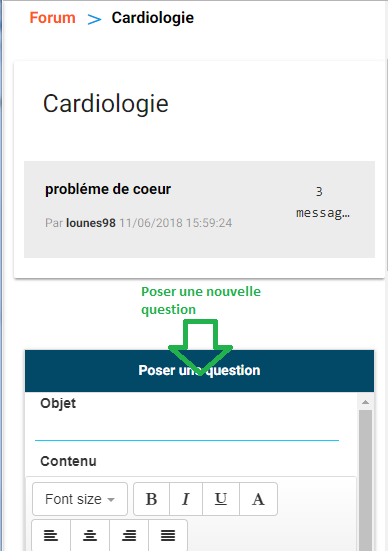 Forum > Cardiologie
Cardiologie
probléme de coeur
3
Par lounes98 11/06/2018 15:59:24
messag...
Poser une nouvelle
question
Poser une question
Objet
Contenu
Font size
B I U A